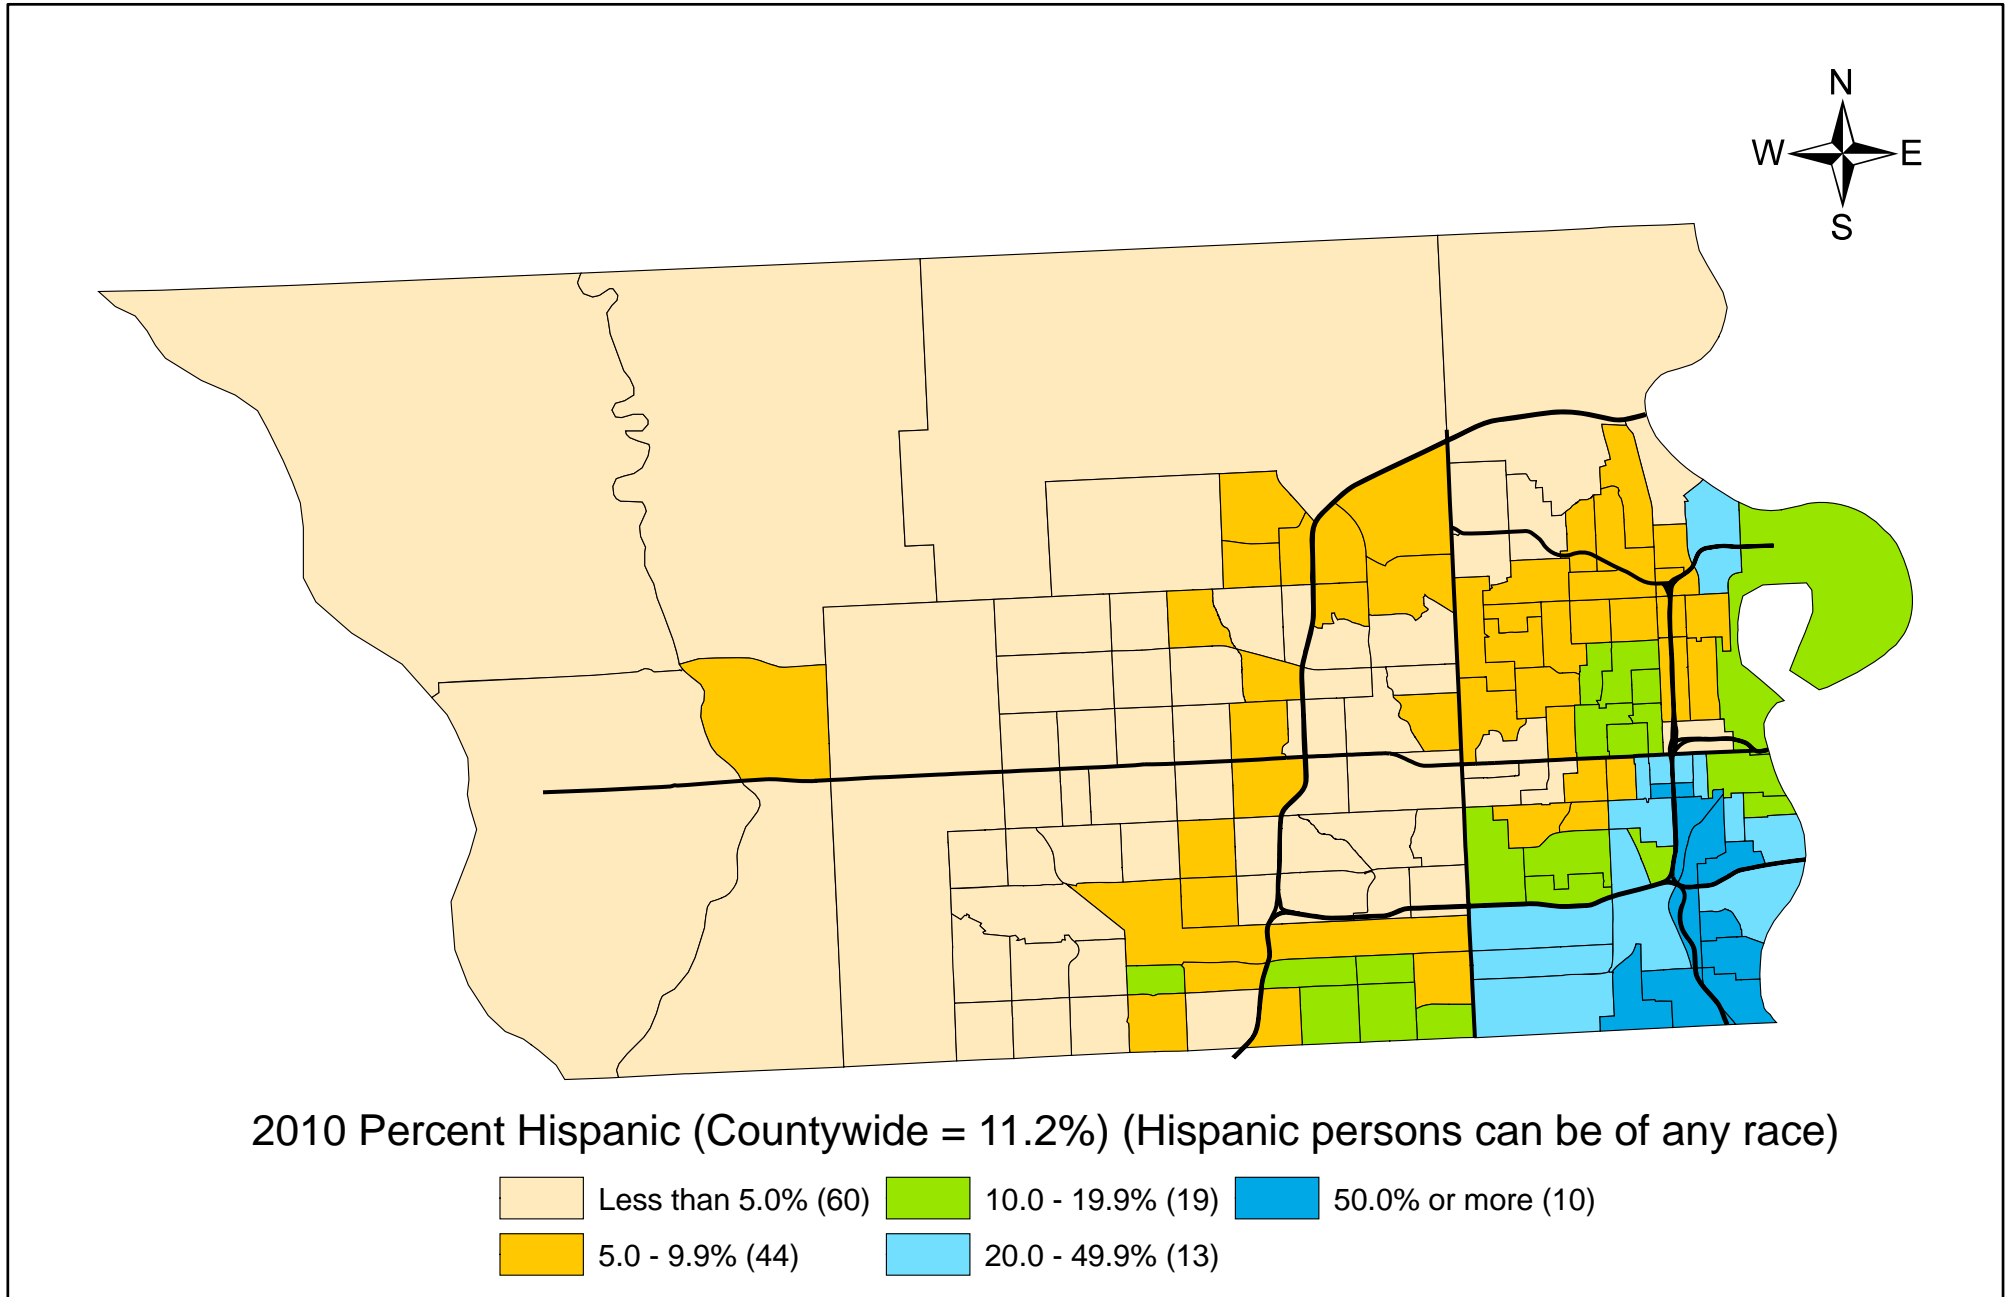 N
W E
S
2010 Percent Hispanic (Countywide = 11.2%) (Hispanic persons can be of any race)
Less than 5.0% (60) 10.0 - 19.9% (19) 50.0% or more (10)
5.0 - 9.9% (44) 20.0 - 49.9% (13)